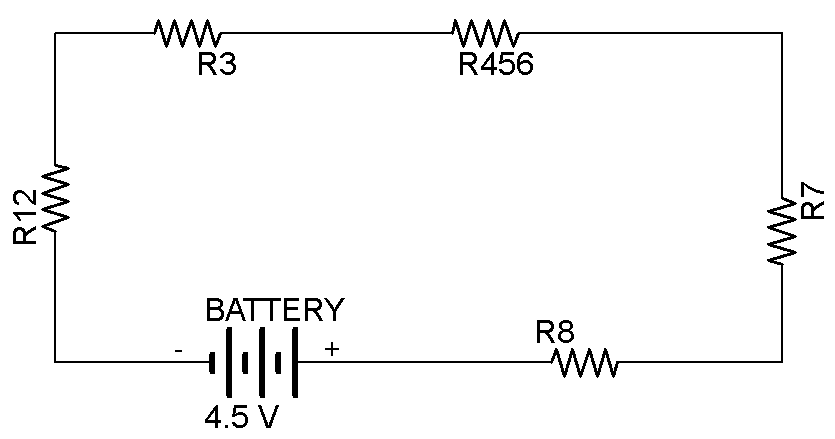 R3
R456
R12
R7
BATTERY
R8
- +
4.5 V